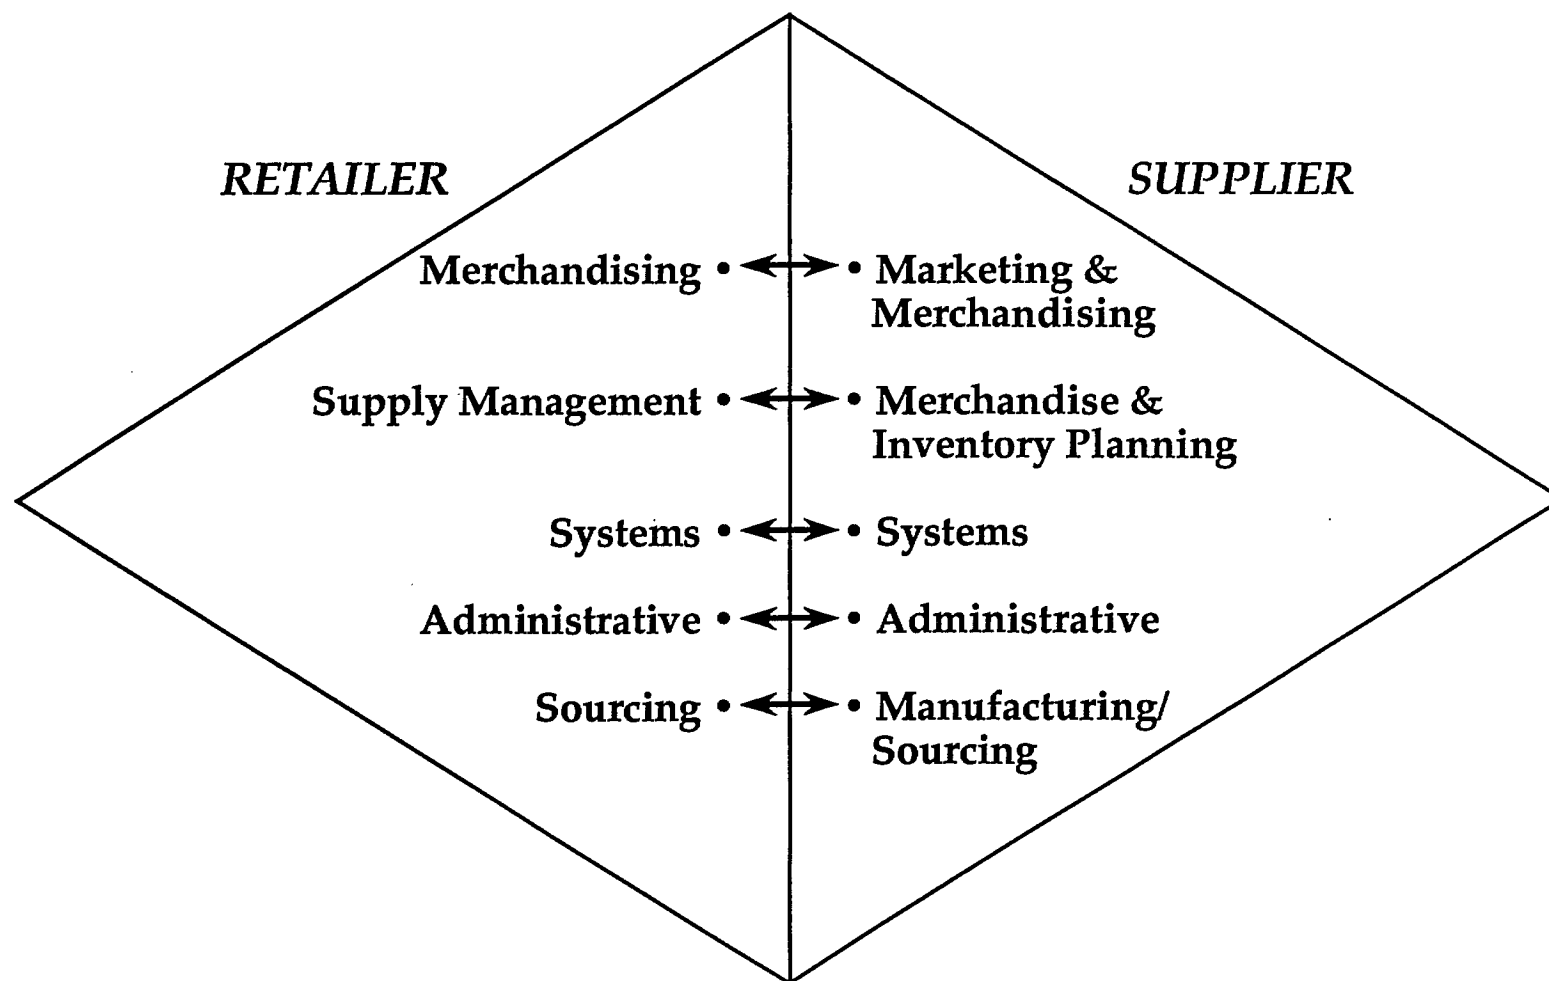 RETAILER
SUPPLIER
Merchandising • • Marketing &
Merchandising
Supply Management • • Merchandise &
Inventory Planning
Systems • • Systems
Administrative • • Administrative
Sourcing • • Manufacturing/
Sourcing